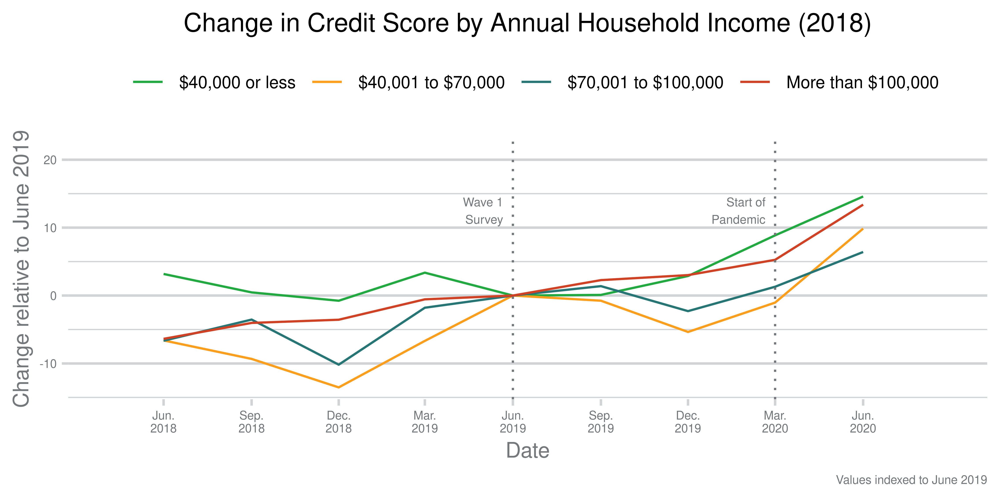 Change in Credit Score by Annual Household Income (2018)
$40,000 or less
$40,001 to $70,000
$70,001 to $100,000
More than $100,000
Change relative to June 2019
20
10
0
-10
Wave 1
Survey
Start of
Pandemic
Jun.
2018
Sep.
2018
Dec.
2018
Mar.
2019
Jun.
2019
Sep.
2019
Dec.
2019
Mar.
2020
Jun.
2020
Date
Values indexed to June 2019